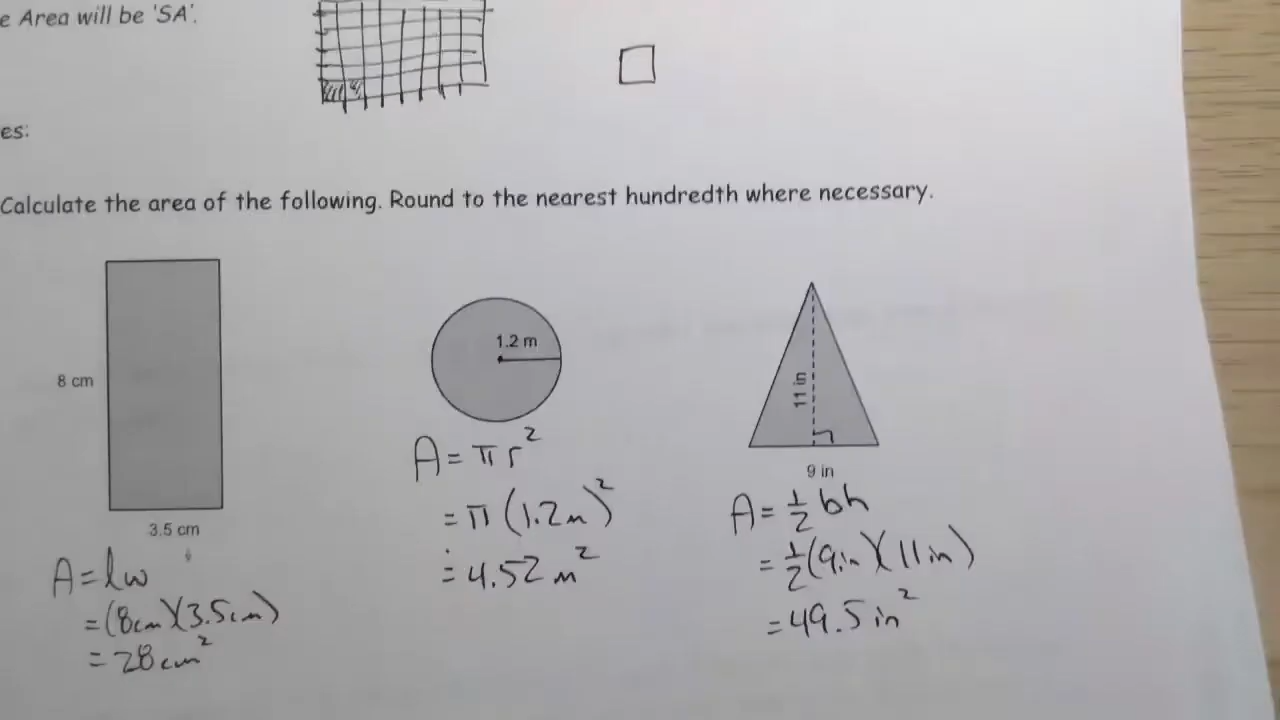 e Area will be 'SA'.
es:
Calculate the area of the following. Round to the nearest hundredth where necessary.
8 cm
3.5 cm
A = lw
= (8cm)(3.5cm)
= 28cm²
1.2 m
A = πr²
= π(1.2m)²
≐ 4.52 m²
11 in
9 in
A = ½bh
= ½(9in)(11in)
= 49.5 in²